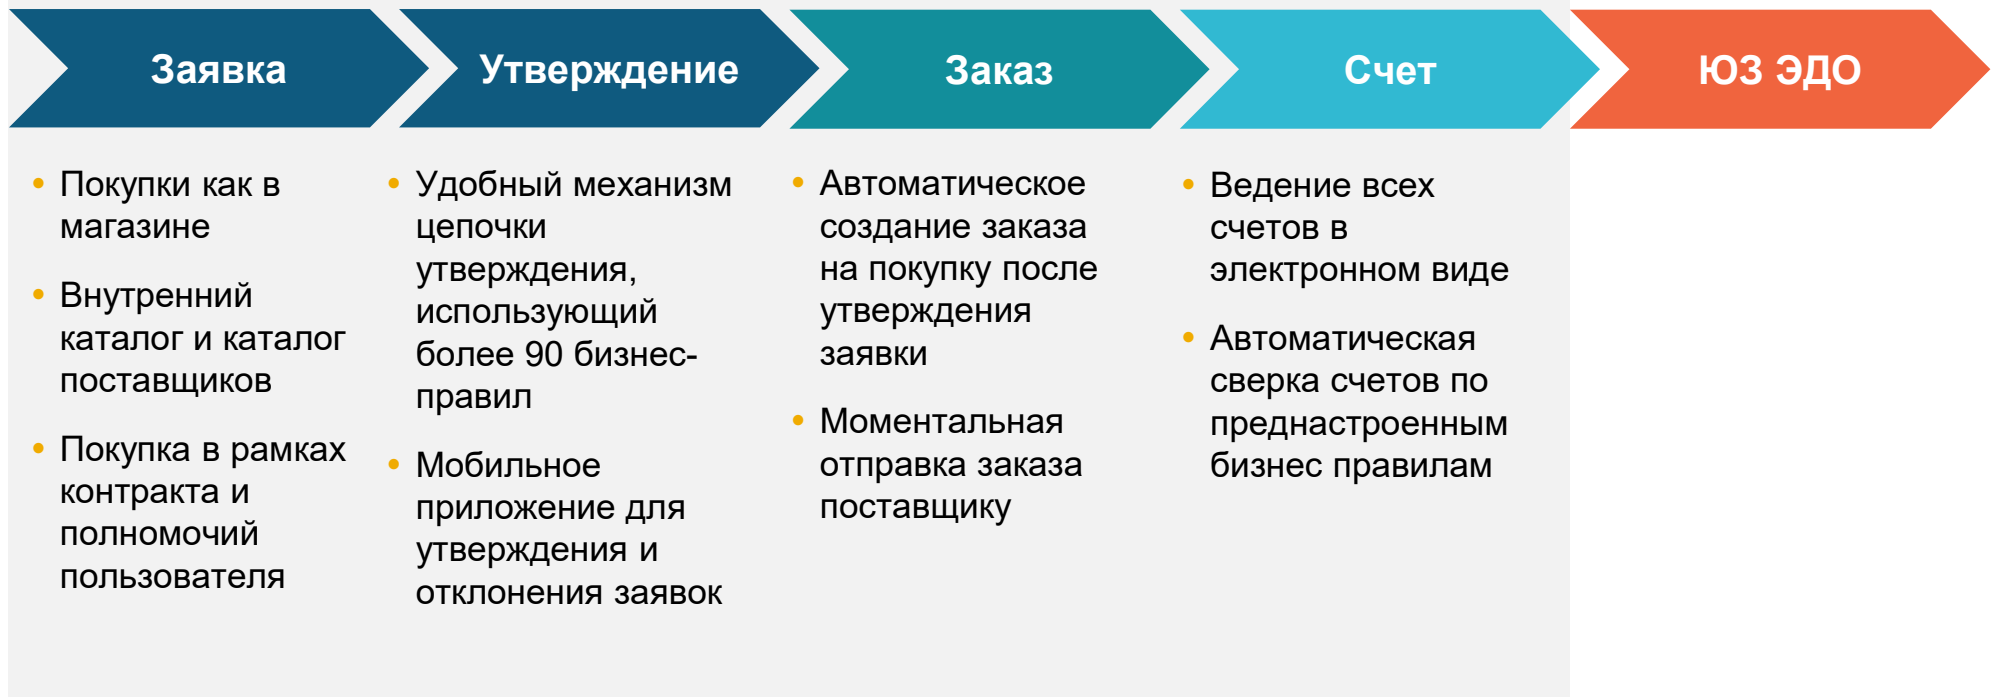 Заявка
Утверждение
Заказ
Счет
ЮЗ ЭДО
• Покупки как в
магазине
• Внутренний
каталог и каталог
поставщиков
• Покупка в рамках
контракта и
полномочий
пользователя
• Удобный механизм
цепочки
утверждения,
использующий
более 90 бизнес-
правил
• Мобильное
приложение для
утверждения и
отклонения заявок
• Автоматическое
создание заказа
на покупку после
утверждения
заявки
• Моментальная
отправка заказа
поставщику
• Ведение всех
счетов в
электронном виде
• Автоматическая
сверка счетов по
преднастроенным
бизнес правилам